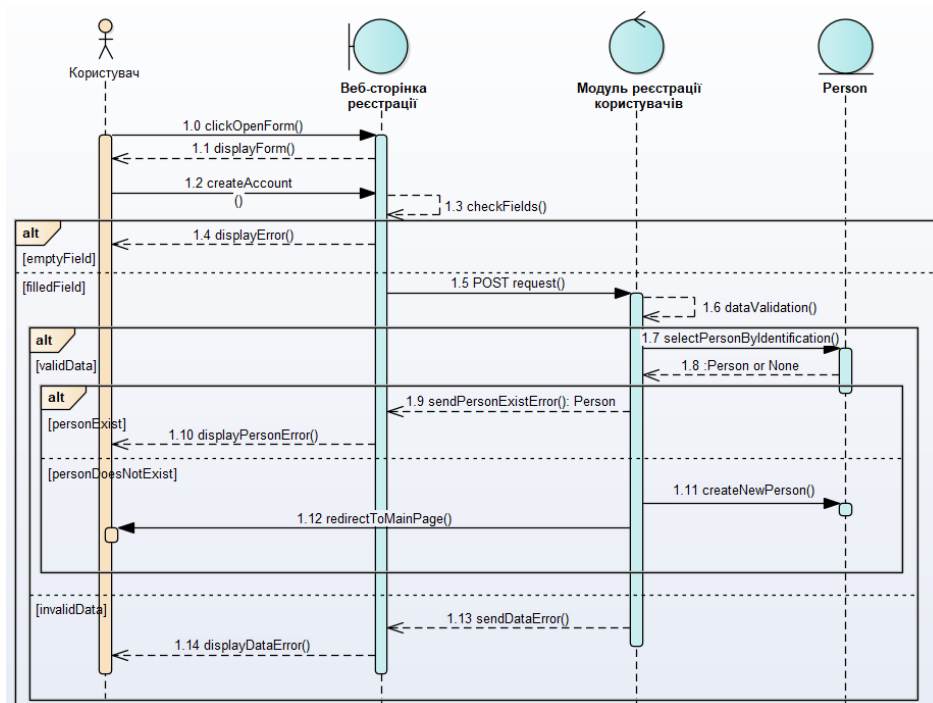 Користувач
Веб-сторінка
реєстрації
Модуль реєстрації
користувачів
Person
1.0 clickOpenForm()
1.1 displayForm()
1.2 createAccount
()
1.3 checkFields()
alt
1.4 displayError()
[emptyField]
[filledField]
1.5 POST request()
1.6 dataValidation()
alt
1.7 selectPersonByIdentification()
[validData]
1.8 :Person or None
alt
1.9 sendPersonExistError(): Person
[personExist]
1.10 displayPersonError()
[personDoesNotExist]
1.11 createNewPerson()
1.12 redirectToMainPage()
[invalidData]
1.13 sendDataError()
1.14 displayDataError()